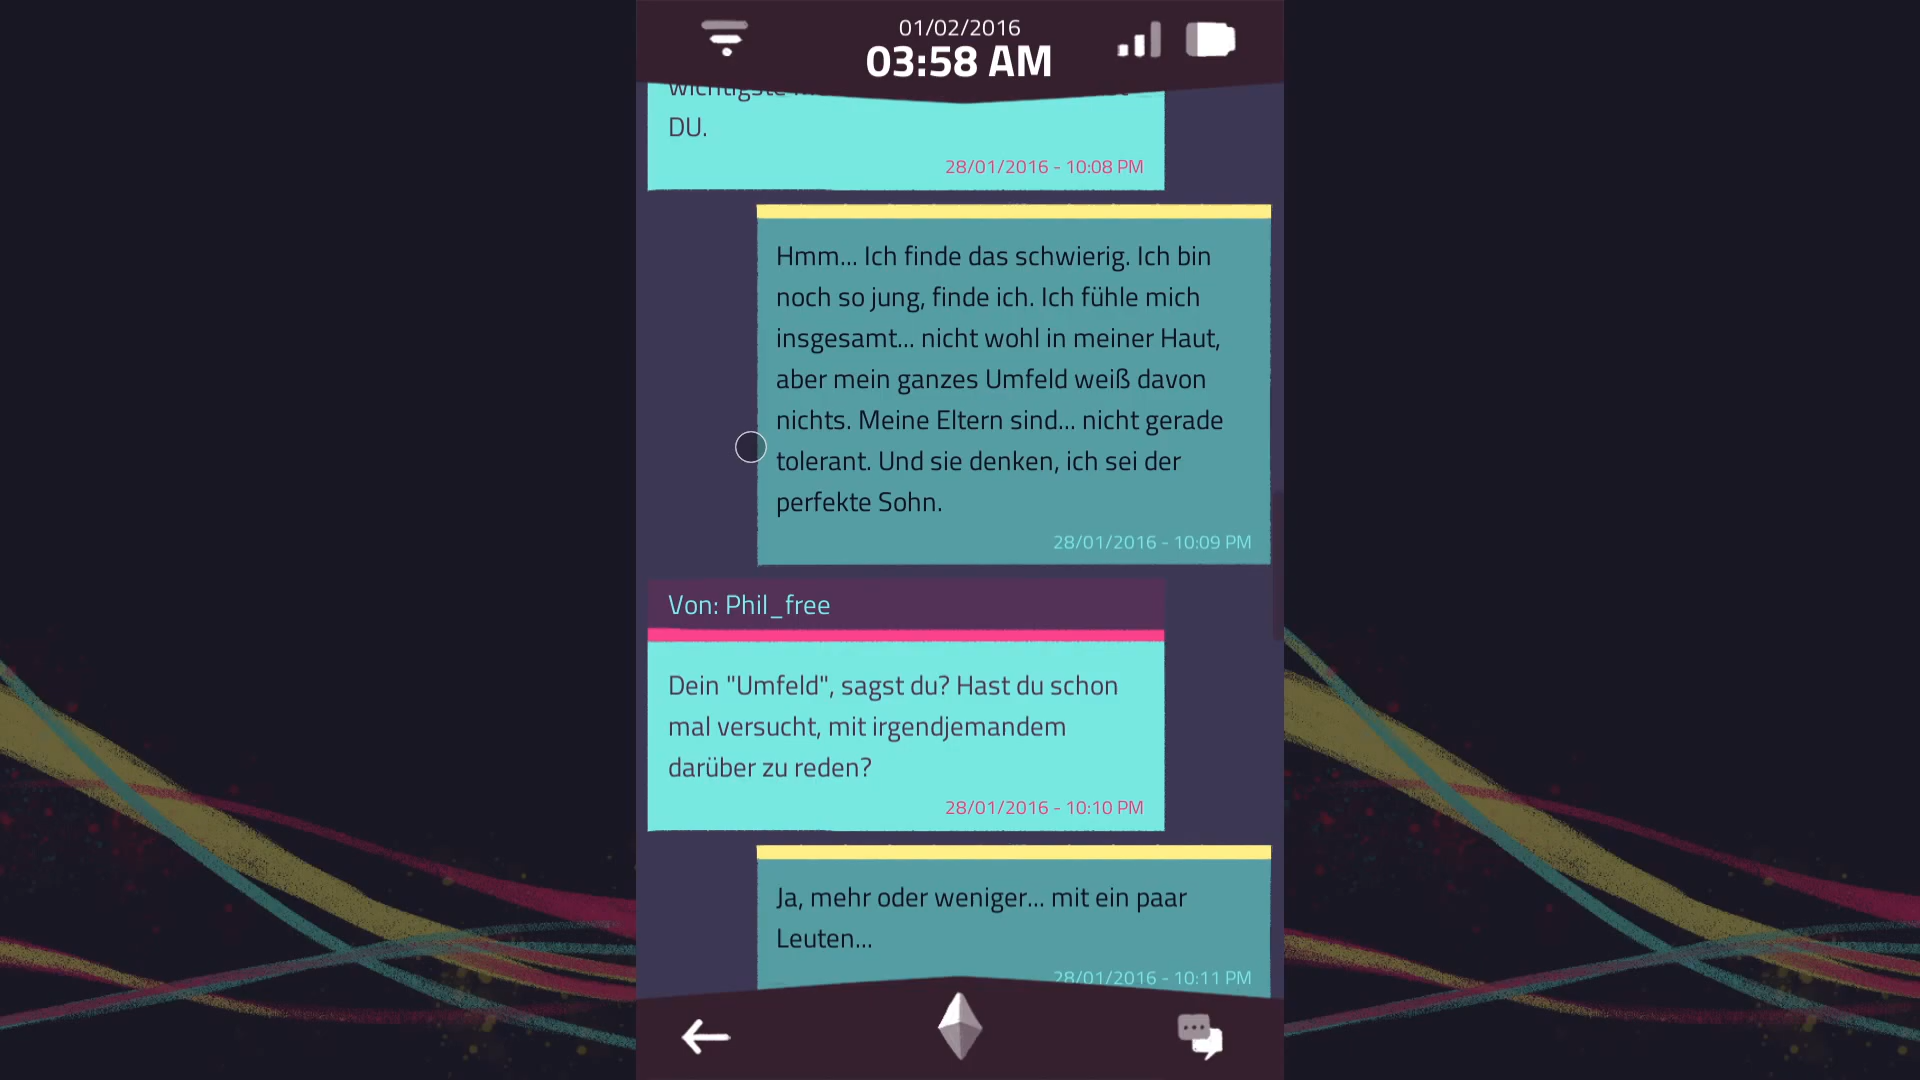 01/02/2016
03:58 AM
wichtigste
DU.
28/01/2016 - 10:08 PM
Hmm... Ich finde das schwierig. Ich bin
noch so jung, finde ich. Ich fühle mich
insgesamt... nicht wohl in meiner Haut,
aber mein ganzes Umfeld weiß davon
nichts. Meine Eltern sind... nicht gerade
tolerant. Und sie denken, ich sei der
perfekte Sohn.
28/01/2016 - 10:09 PM
Von: Phil_free
Dein "Umfeld", sagst du? Hast du schon
mal versucht, mit irgendjemandem
darüber zu reden?
28/01/2016 - 10:10 PM
Ja, mehr oder weniger... mit ein paar
Leuten...
28/01/2016 - 10:11 PM